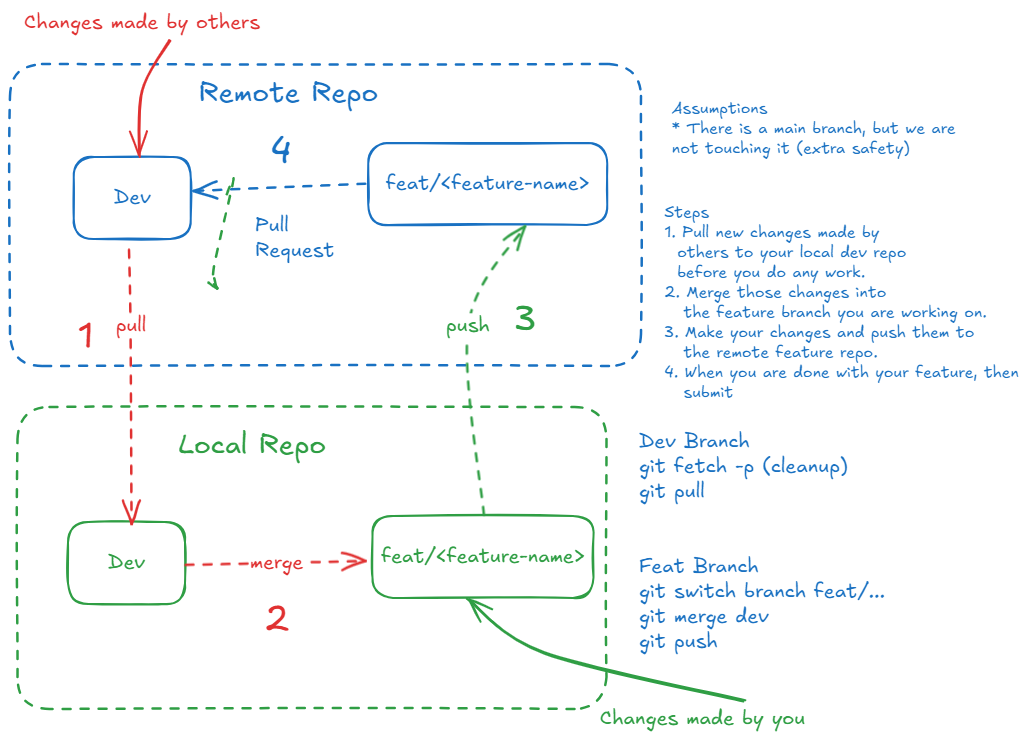 Changes made by others
Remote Repo
4
Dev
feat/<feature-name>
Pull
Request
1
pull
push
3
Local Repo
Dev
merge
feat/<feature-name>
2
Changes made by you
Assumptions
* There is a main branch, but we are
not touching it (extra safety)
Steps
1. Pull new changes made by
others to your local dev repo
before you do any work.
2. Merge those changes into
the feature branch you are working on.
3. Make your changes and push them to
the remote feature repo.
4. When you are done with your feature, then
submit
Dev Branch
git fetch -p (cleanup)
git pull
Feat Branch
git switch branch feat/...
git merge dev
git push